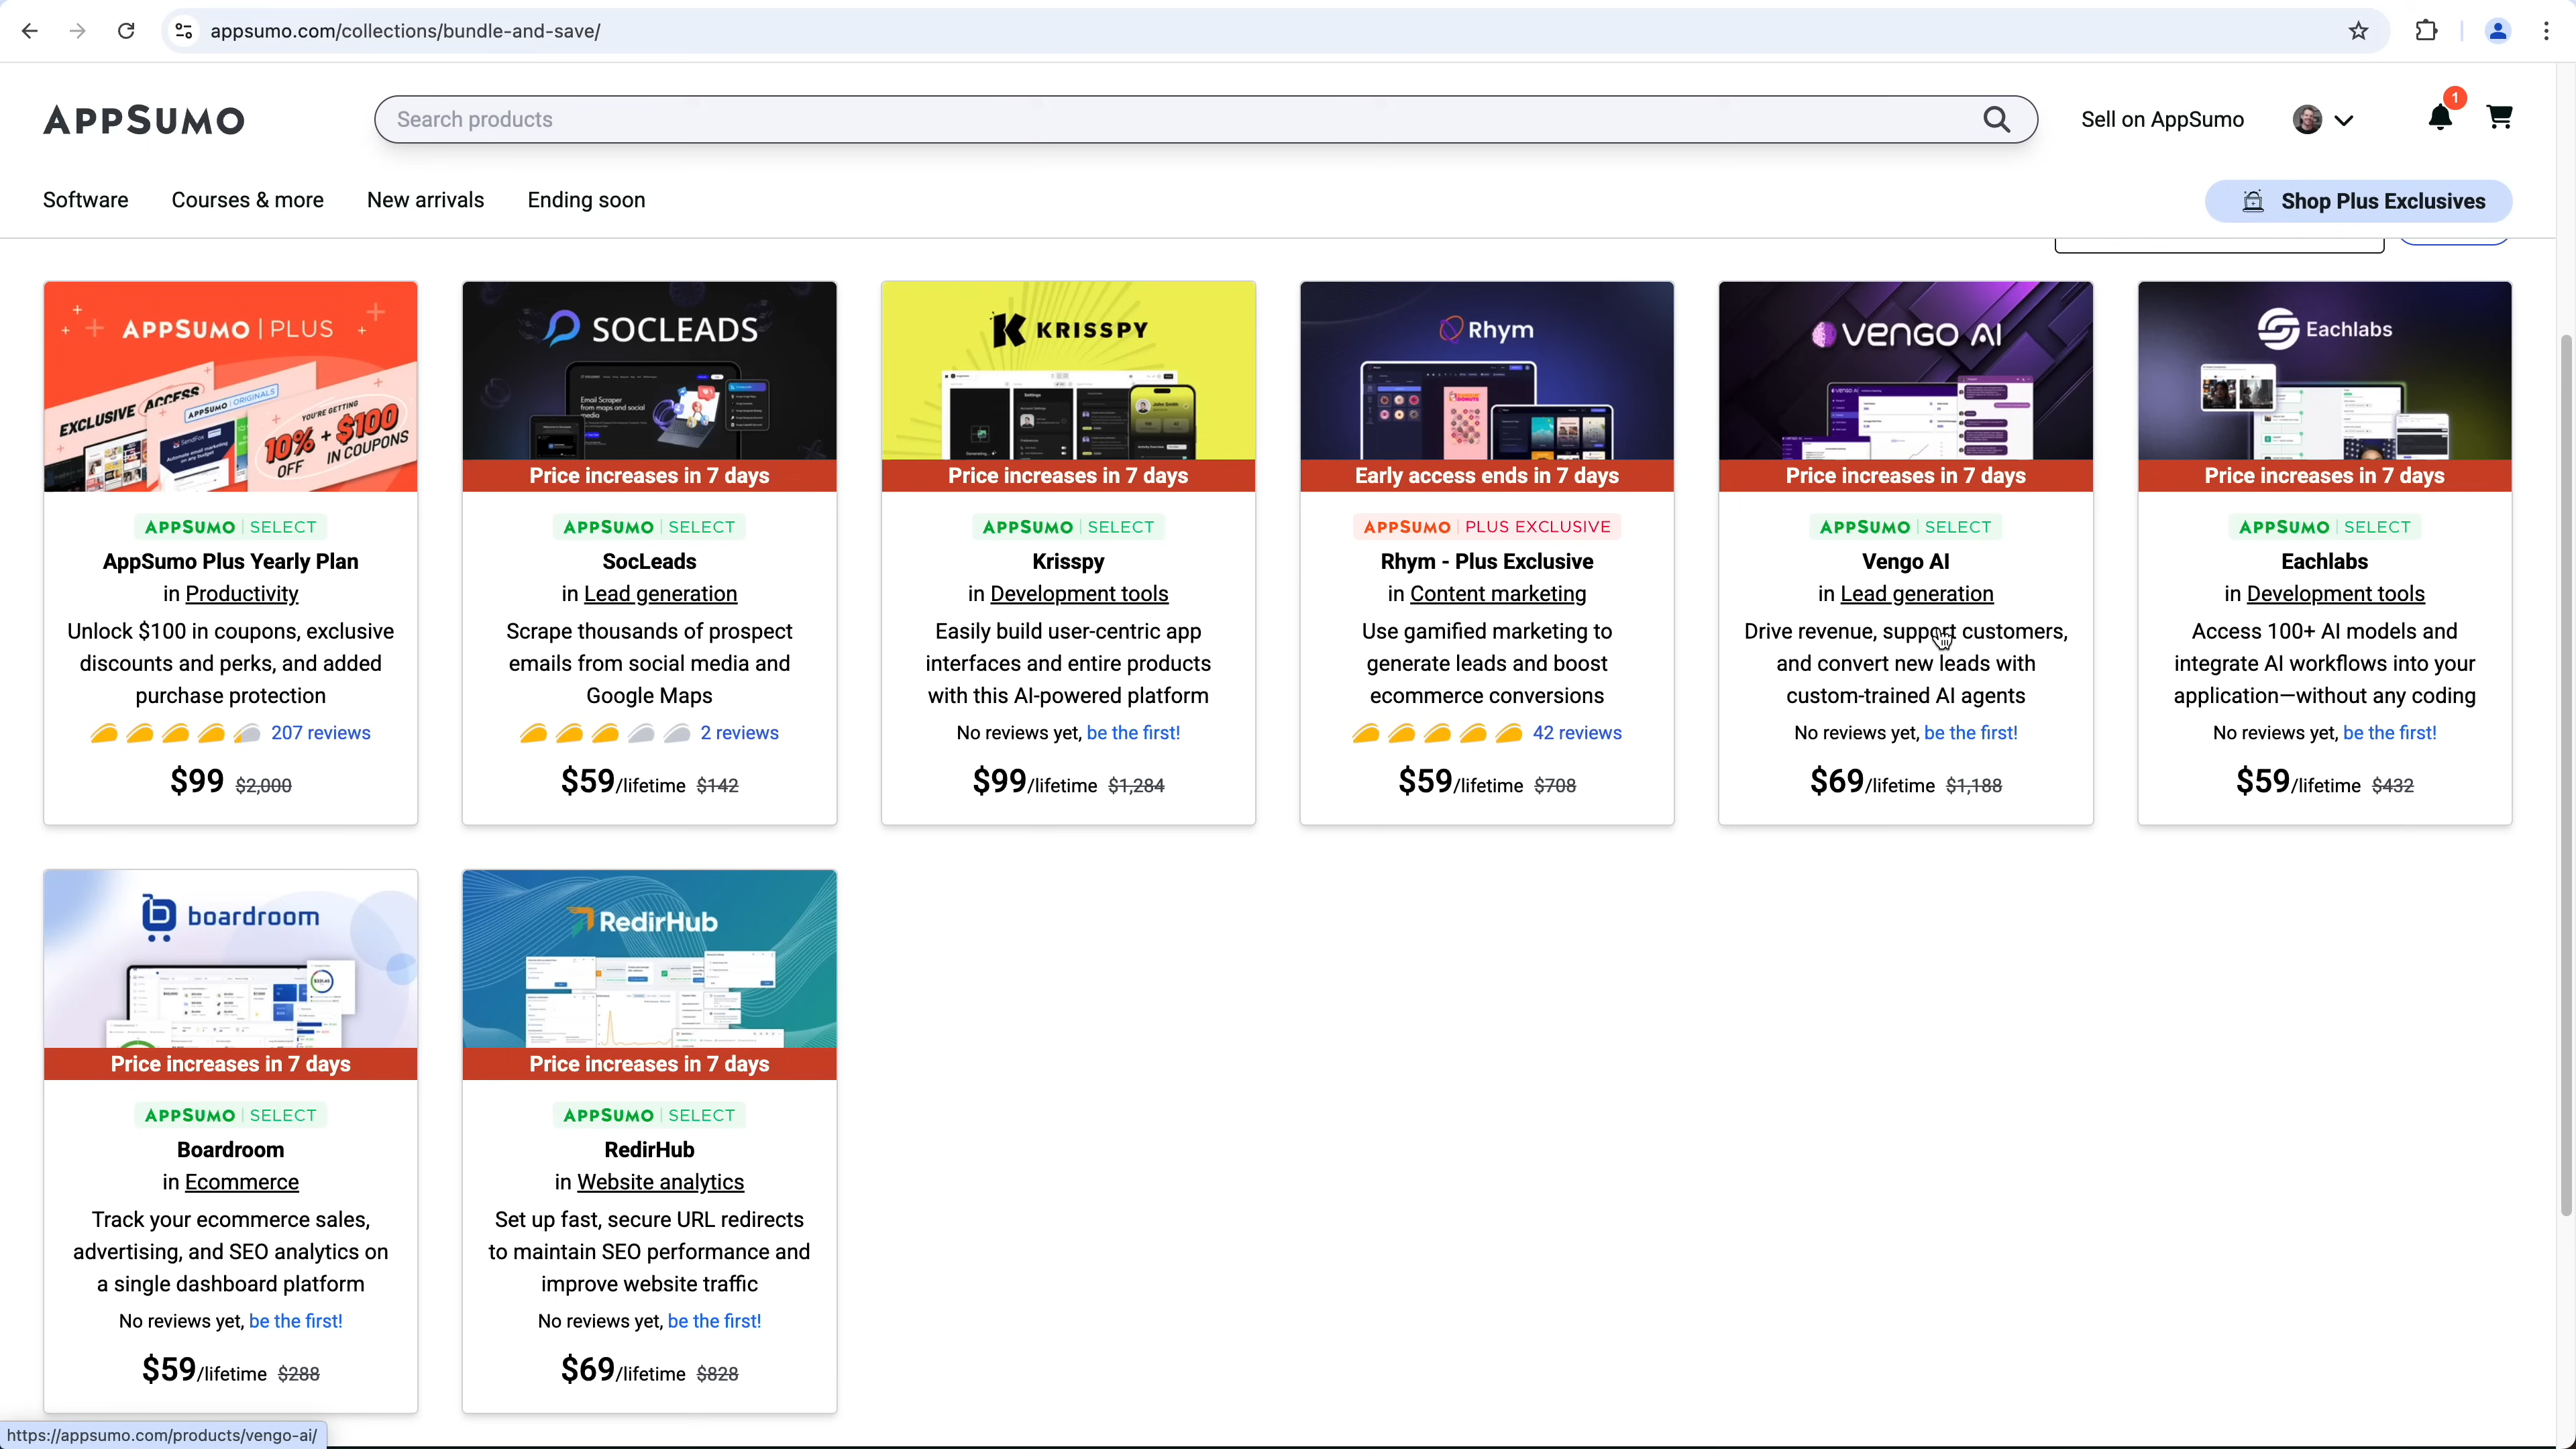 appsumo.com/collections/bundle-and-save/
APPSUMO
Search products
Sell on AppSumo
1
Software
Courses & more
New arrivals
Ending soon
Shop Plus Exclusives
APPSUMO | PLUS
EXCLUSIVE ACCESS
APPSUMO ORIGINALS
YOU'RE GETTING
10% + $100
OFF IN COUPONS
SendFox
APPSUMO | SELECT
AppSumo Plus Yearly Plan
in Productivity
Unlock $100 in coupons, exclusive
discounts and perks, and added
purchase protection
207 reviews
$99 $2,000
SOCLEADS
Email Scraper
from maps and social
media
Price increases in 7 days
APPSUMO | SELECT
SocLeads
in Lead generation
Scrape thousands of prospect
emails from social media and
Google Maps
2 reviews
$59/lifetime $142
KRISSPY
Price increases in 7 days
APPSUMO | SELECT
Krisspy
in Development tools
Easily build user-centric app
interfaces and entire products
with this AI-powered platform
No reviews yet, be the first!
$99/lifetime $1,284
Rhym
Early access ends in 7 days
APPSUMO | PLUS EXCLUSIVE
Rhym - Plus Exclusive
in Content marketing
Use gamified marketing to
generate leads and boost
ecommerce conversions
42 reviews
$59/lifetime $708
VENGO AI
Price increases in 7 days
APPSUMO | SELECT
Vengo AI
in Lead generation
Drive revenue, support customers,
and convert new leads with
custom-trained AI agents
No reviews yet, be the first!
$69/lifetime $1,188
Eachlabs
Price increases in 7 days
APPSUMO | SELECT
Eachlabs
in Development tools
Access 100+ AI models and
integrate AI workflows into your
application—without any coding
No reviews yet, be the first!
$59/lifetime $432
boardroom
Price increases in 7 days
APPSUMO | SELECT
Boardroom
in Ecommerce
Track your ecommerce sales,
advertising, and SEO analytics on
a single dashboard platform
No reviews yet, be the first!
$59/lifetime $288
RedirHub
Price increases in 7 days
APPSUMO | SELECT
RedirHub
in Website analytics
Set up fast, secure URL redirects
to maintain SEO performance and
improve website traffic
No reviews yet, be the first!
$69/lifetime $828
https://appsumo.com/products/vengo-ai/